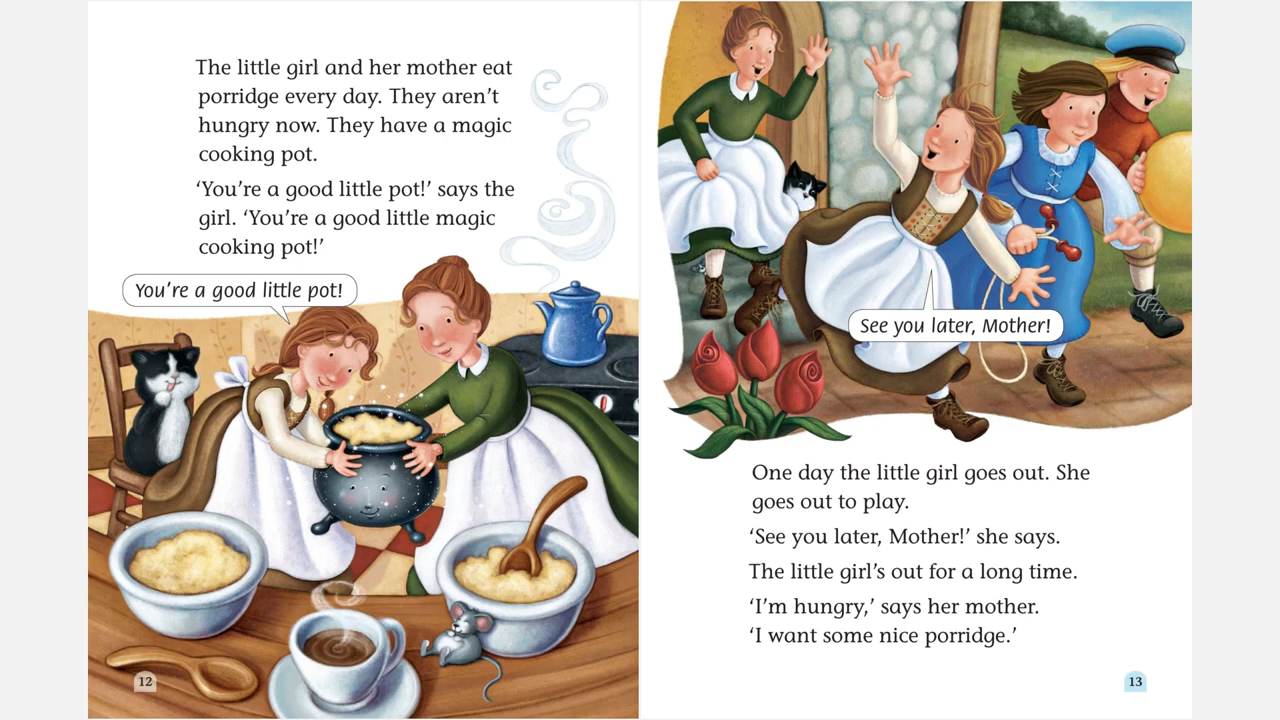 The little girl and her mother eat
porridge every day. They aren't
hungry now. They have a magic
cooking pot.
‘You're a good little pot!’ says the
girl. ‘You're a good little magic
cooking pot!’
You're a good little pot!
12
See you later, Mother!
One day the little girl goes out. She
goes out to play.
‘See you later, Mother!’ she says.
The little girl's out for a long time.
‘I'm hungry,’ says her mother.
‘I want some nice porridge.’
13